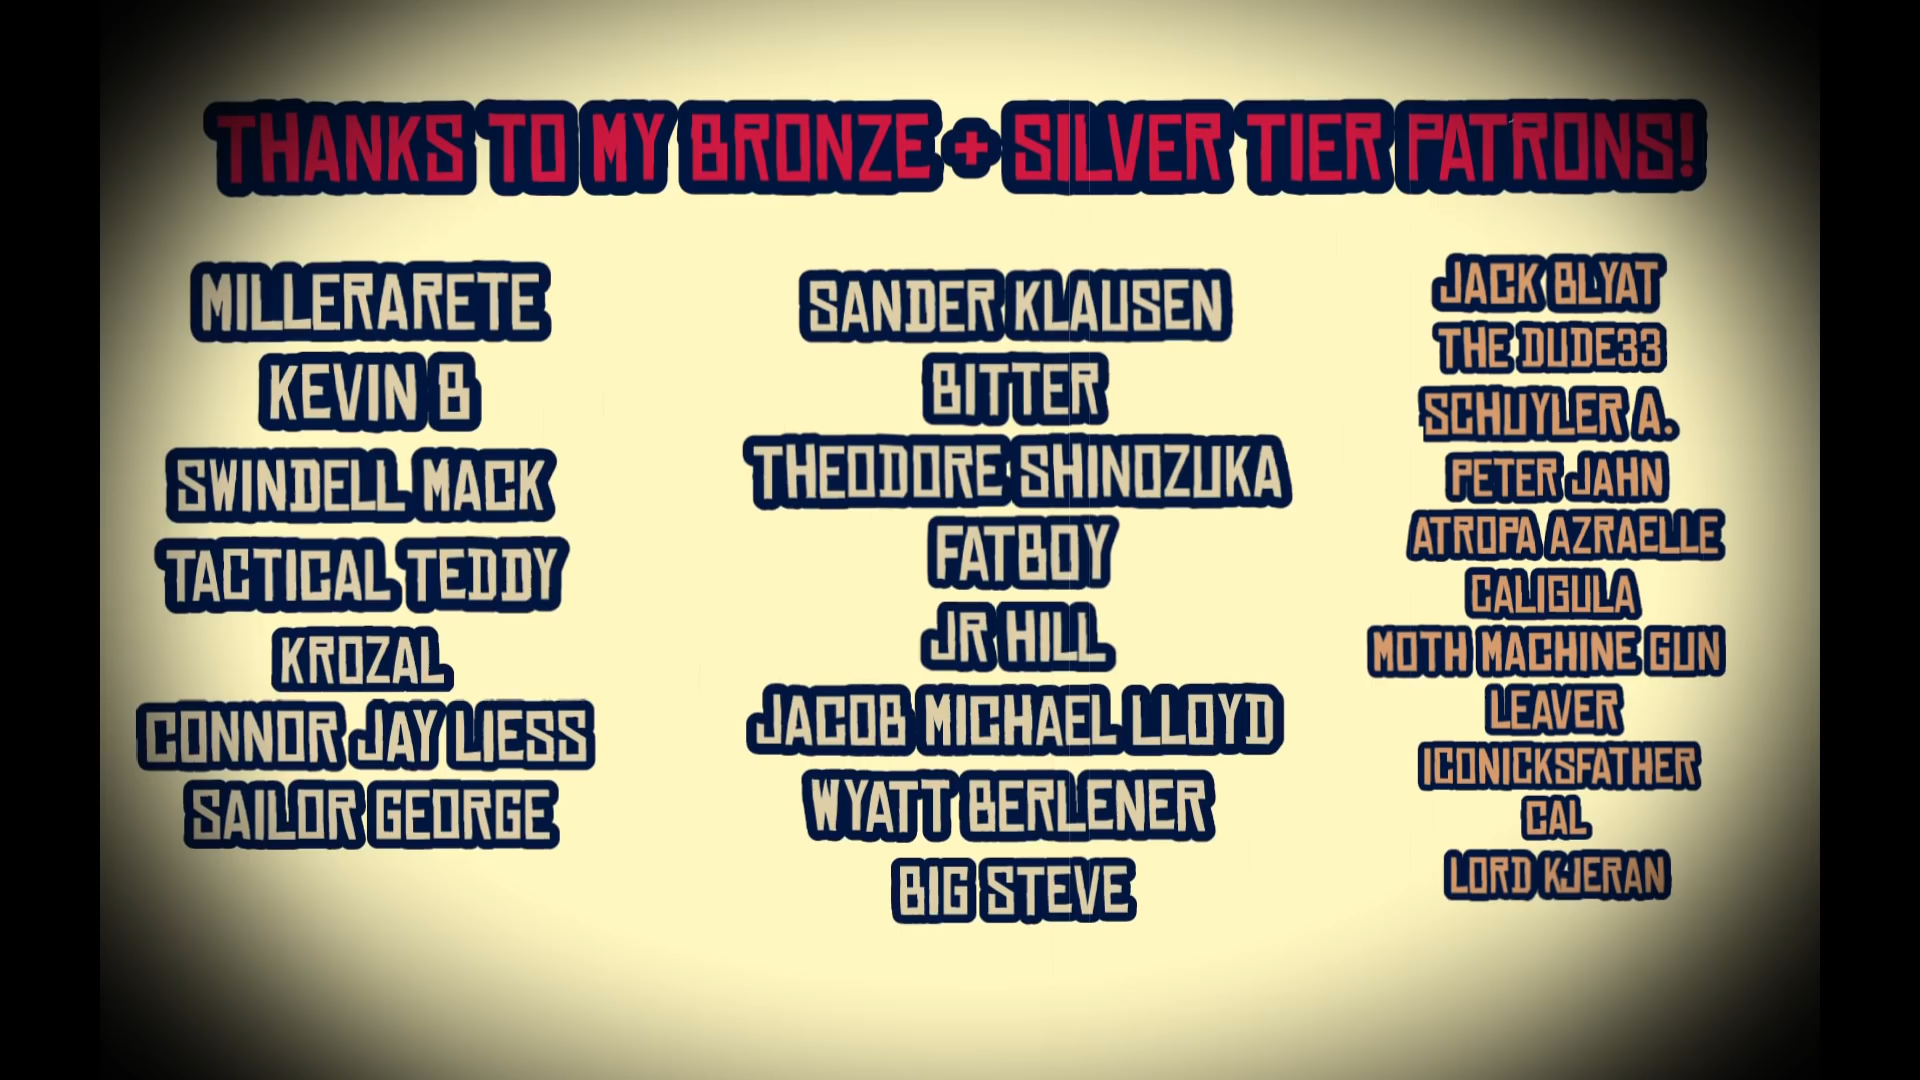 THANKS TO MY BRONZE + SILVER TIER PATRONS!
MILLERARETE
KEVIN B
SWINDELL MACK
TACTICAL TEDDY
KROZAL
CONNOR JAY LIESS
SAILOR GEORGE
SANDER KLAUSEN
BITTER
THEODORE SHINOZUKA
FATBOY
JR HILL
JACOB MICHAEL LLOYD
WYATT BERLENER
BIG STEVE
JACK BLYAT
THE DUDE33
SCHUYLER A.
PETER JAHN
ATROPA AZRAELLE
CALIGULA
MOTH MACHINE GUN
LEAVER
ICONICKSFATHER
CAL
LORD KJERAN